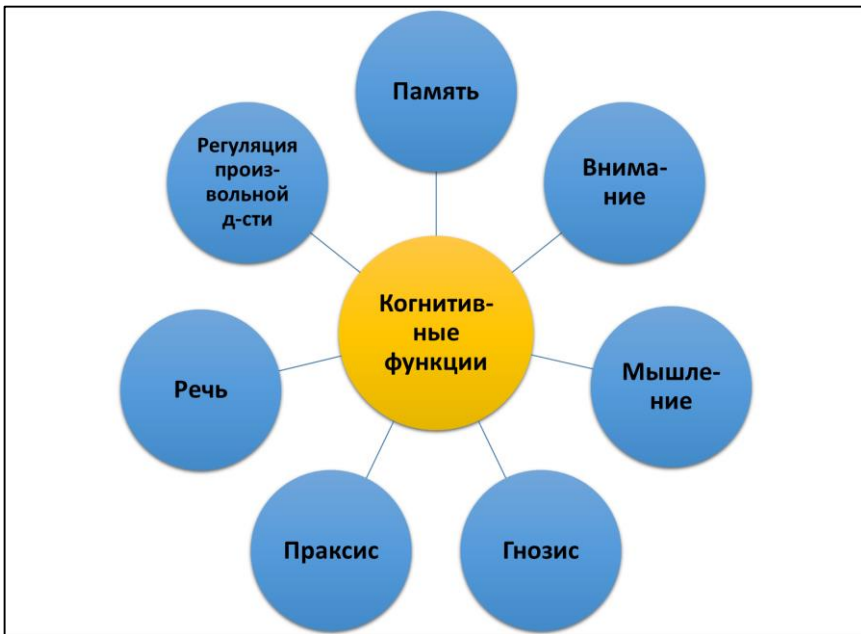 Память
Внима-
ние
Мышле-
ние
Гнозис
Праксис
Речь
Регуляция
произ-
вольной
д-сти
Когнитив-
ные
функции